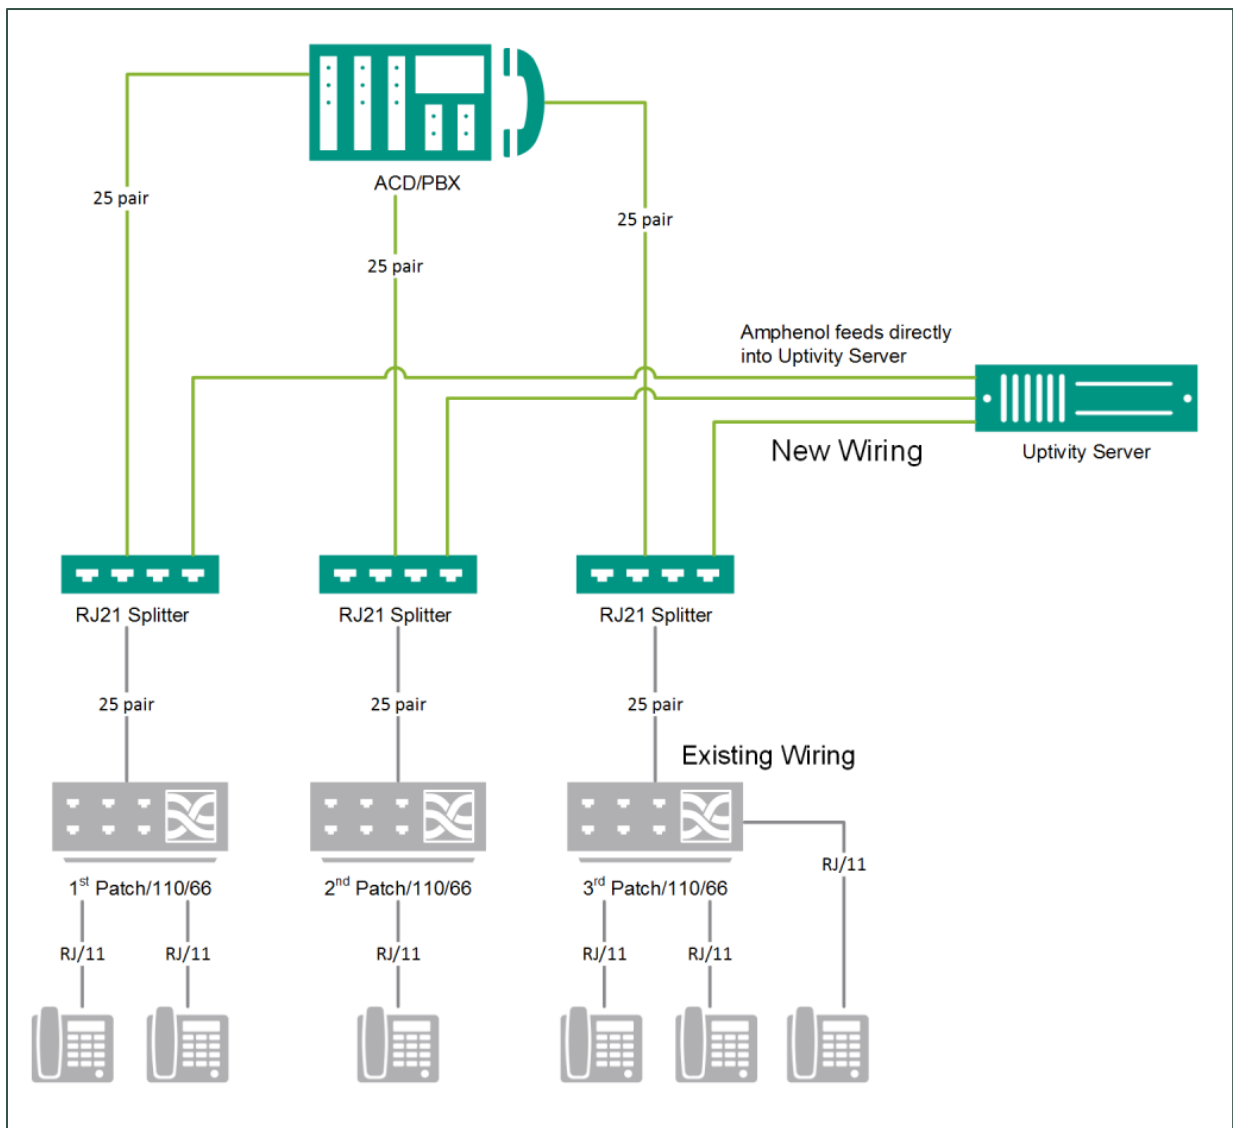 ACD/PBX
25 pair
25 pair
25 pair
Amphenol feeds directly
into Uptivity Server
New Wiring
Uptivity Server
RJ21 Splitter
RJ21 Splitter
RJ21 Splitter
25 pair
25 pair
25 pair
Existing Wiring
RJ/11
1st Patch/110/66
2nd Patch/110/66
3rd Patch/110/66
RJ/11
RJ/11
RJ/11
RJ/11
RJ/11